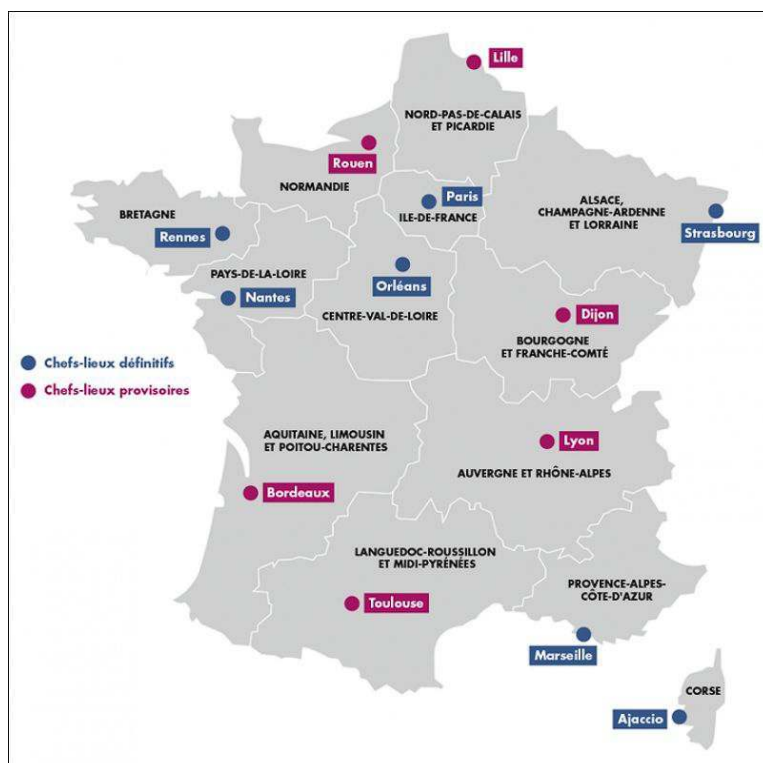 Lille
NORD-PAS-DE-CALAIS
ET PICARDIE
Rouen
NORMANDIE
Paris
ILE-DE-FRANCE
ALSACE,
CHAMPAGNE-ARDENNE
ET LORRAINE
Strasbourg
BRETAGNE
Rennes
PAYS-DE-LA-LOIRE
Nantes
Orléans
CENTRE-VAL-DE-LOIRE
Dijon
BOURGOGNE
ET FRANCHE-COMTÉ
Chefs-lieux définitifs
Chefs-lieux provisoires
AQUITAINE, LIMOUSIN
ET POITOU-CHARENTES
Bordeaux
Lyon
AUVERGNE ET RHÔNE-ALPES
LANGUEDOC-ROUSSILLON
ET MIDI-PYRÉNÉES
Toulouse
PROVENCE-ALPES-
CÔTE-D'AZUR
Marseille
CORSE
Ajaccio